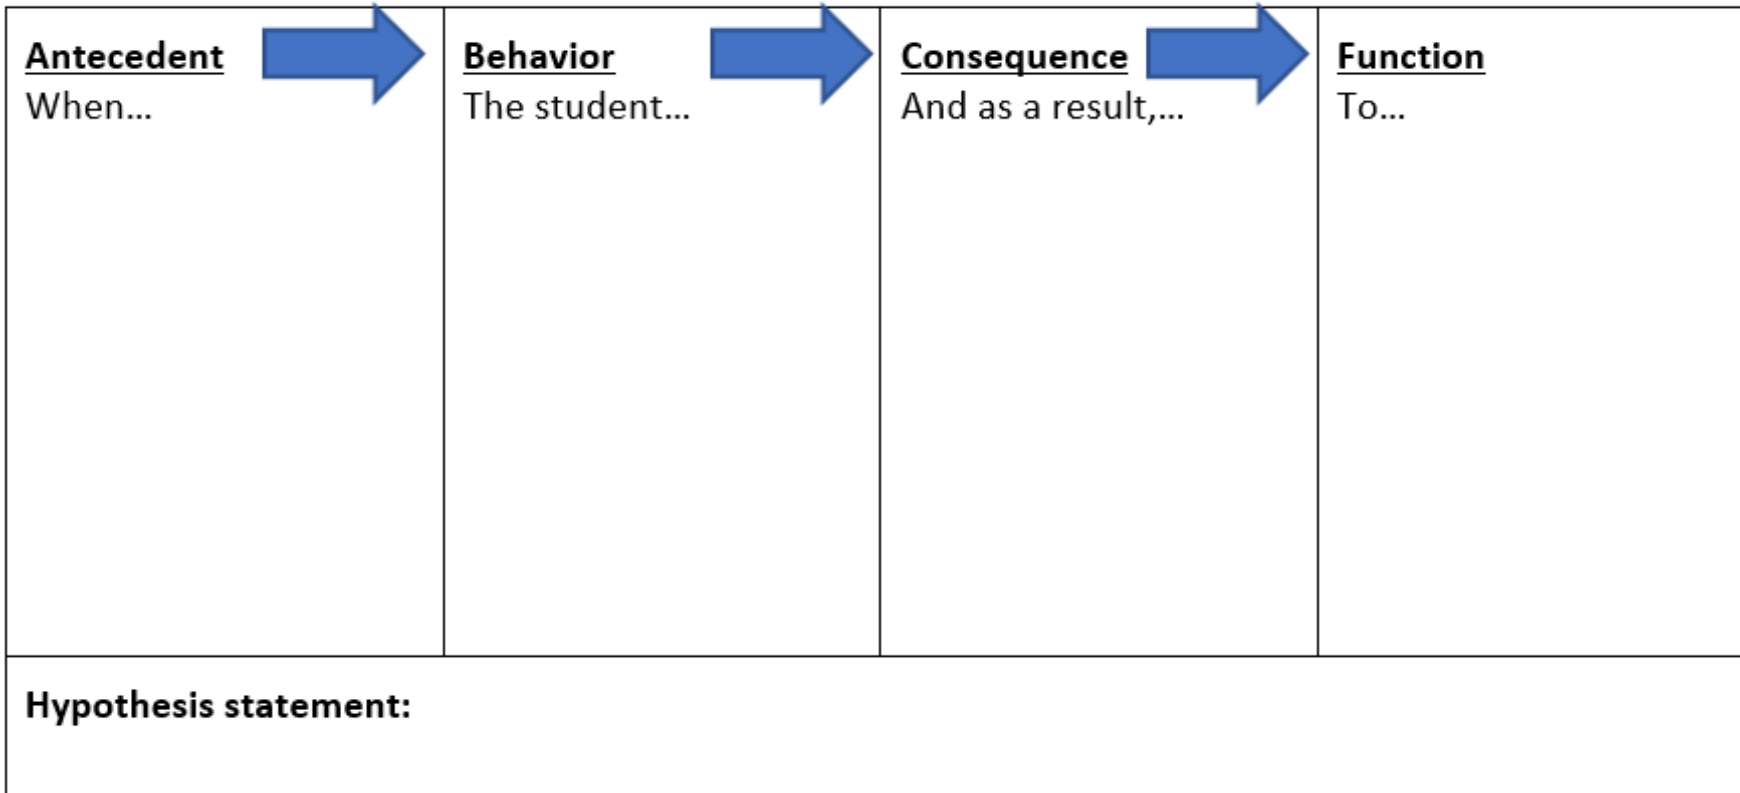 Antecedent
When...
Behavior
The student...
Consequence
And as a result,...
Function
To...
Hypothesis statement: